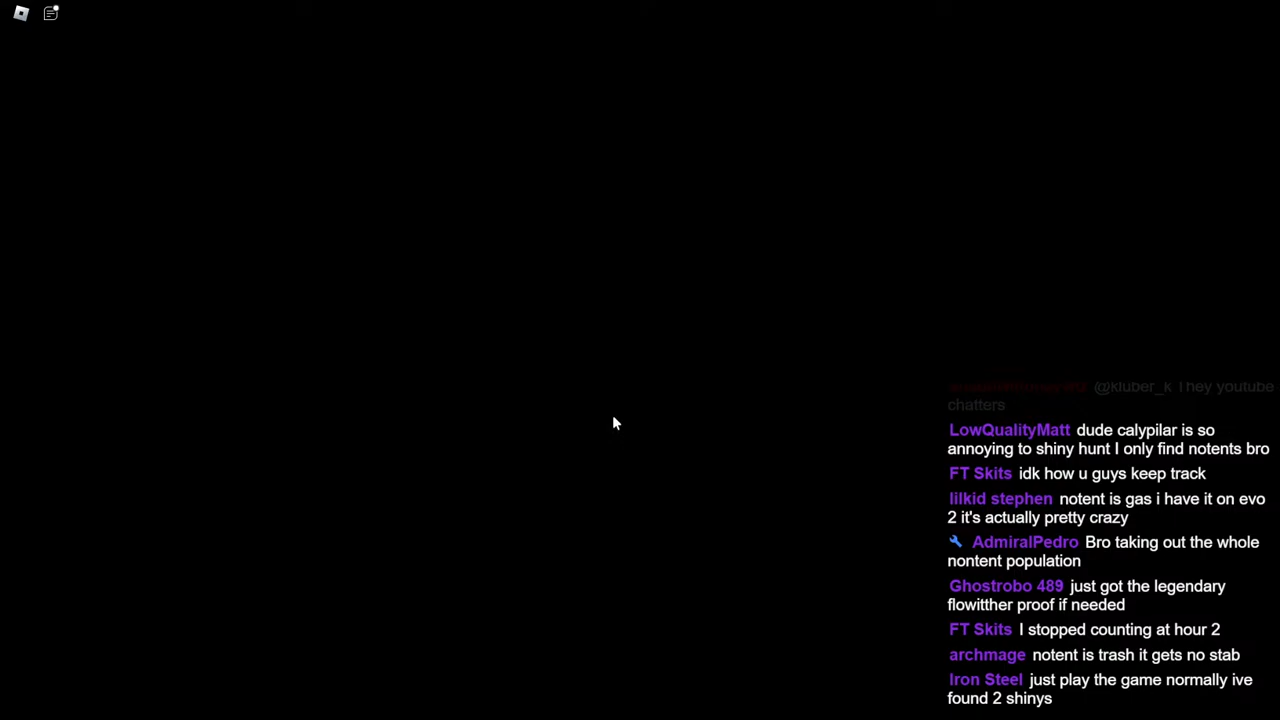 @kluber_k They youtube
chatters
LowQualityMatt dude calypilar is so
annoying to shiny hunt I only find notents bro
FT Skits idk how u guys keep track
lilkid stephen notent is gas i have it on evo
2 it's actually pretty crazy
AdmiralPedro Bro taking out the whole
nontent population
Ghostrobo 489 just got the legendary
flowitther proof if needed
FT Skits I stopped counting at hour 2
archmage notent is trash it gets no stab
Iron Steel just play the game normally ive
found 2 shinys